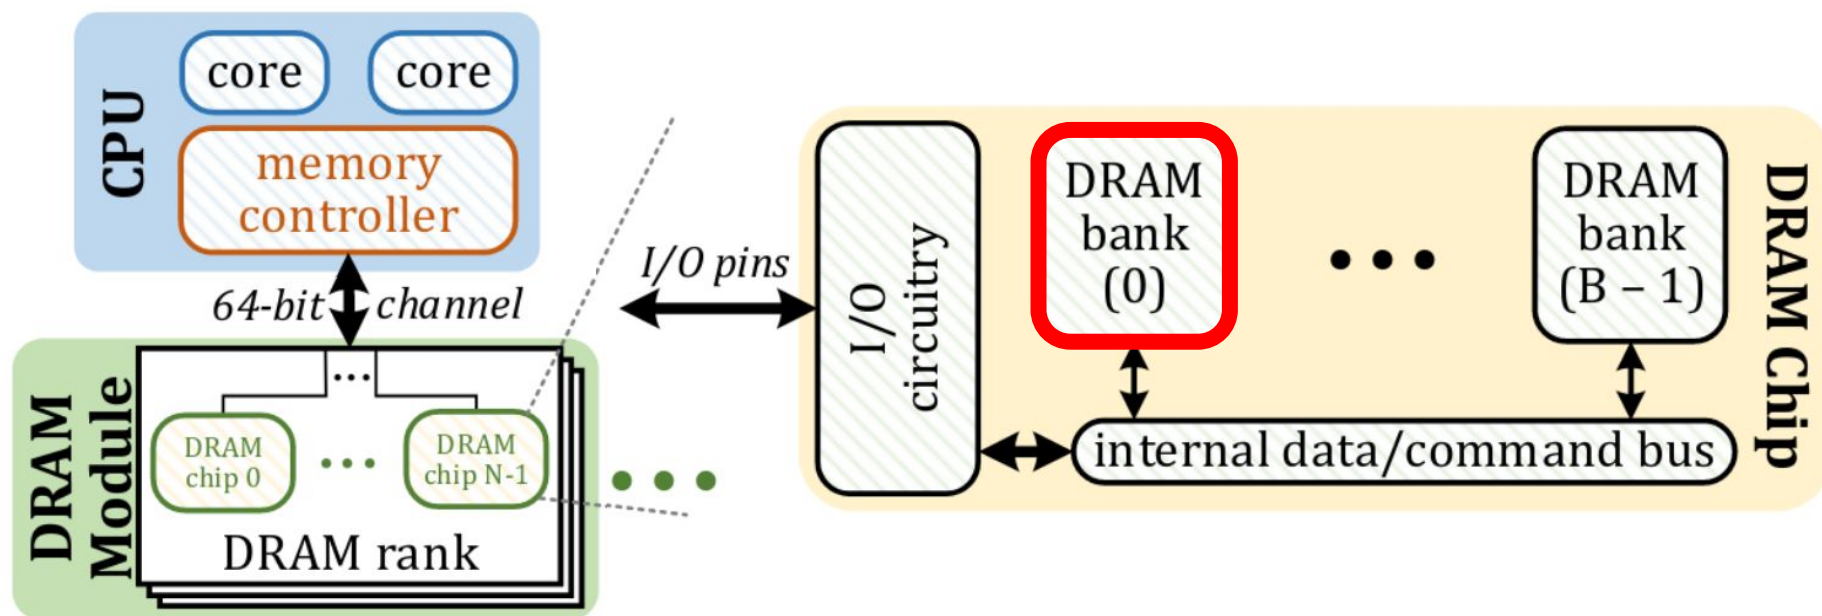 CPU
core
core
memory
controller
64-bit channel
DRAM
Module
...
DRAM
chip 0
...
DRAM
chip N-1
DRAM rank
...
I/O pins
I/O
circuitry
DRAM
bank
(0)
...
DRAM
bank
(B – 1)
internal data/command bus
DRAM Chip